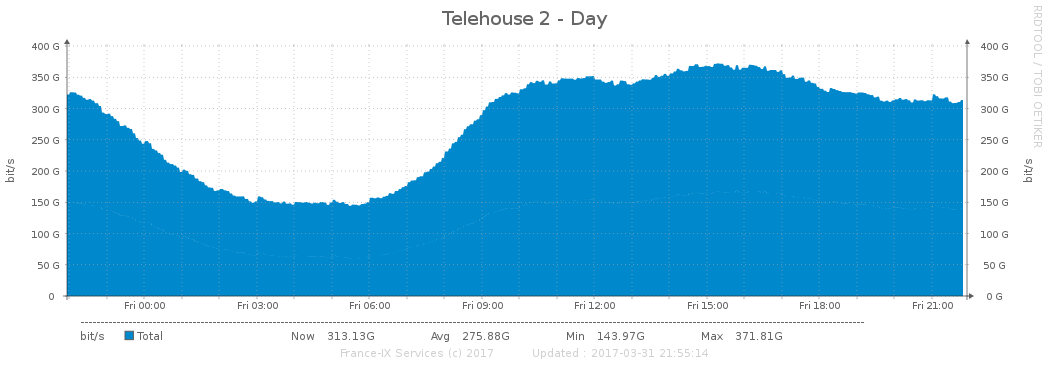 Telehouse 2 - Day
RRDTOOL / TOBI OETIKER
bit/s
400 G 400 G
350 G 350 G
300 G 300 G
250 G 250 G
200 G 200 G
150 G 150 G
100 G 100 G
50 G 50 G
0 0 G
bit/s
Fri 00:00 Fri 03:00 Fri 06:00 Fri 09:00 Fri 12:00 Fri 15:00 Fri 18:00 Fri 21:00
bit/s Total Now 313.13G Avg 275.88G Min 143.97G Max 371.81G
France-IX Services (c) 2017 Updated : 2017-03-31 21:55:14